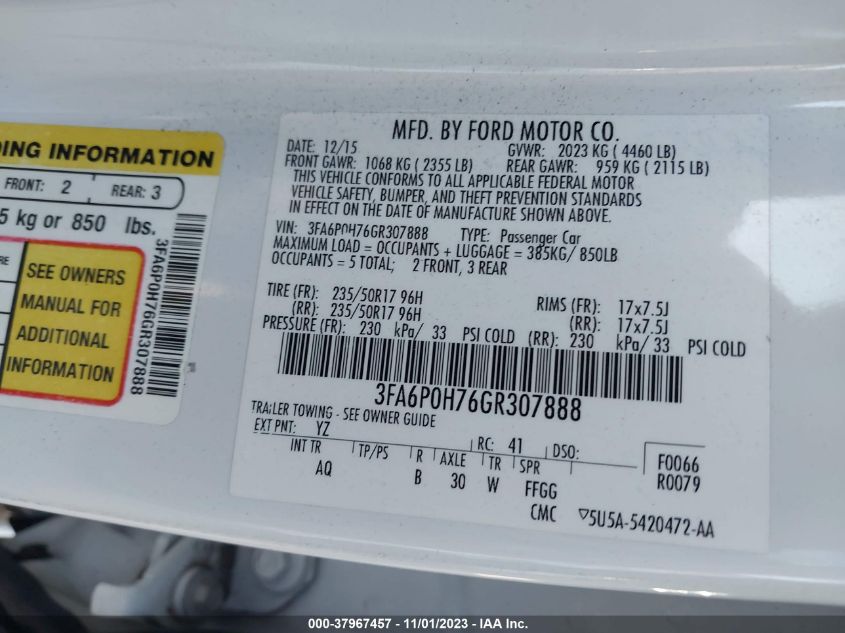 DING INFORMATION
FRONT: 2 REAR: 3
5 kg or 850 lbs.
SEE OWNERS
MANUAL FOR
ADDITIONAL
INFORMATION
3FA6P0H76GR307888
MFD. BY FORD MOTOR CO.
DATE: 12/15 GVWR: 2023 KG ( 4460 LB)
FRONT GAWR: 1068 KG ( 2355 LB) REAR GAWR: 959 KG ( 2115 LB)
THIS VEHICLE CONFORMS TO ALL APPLICABLE FEDERAL MOTOR
VEHICLE SAFETY, BUMPER, AND THEFT PREVENTION STANDARDS
IN EFFECT ON THE DATE OF MANUFACTURE SHOWN ABOVE.
VIN: 3FA6P0H76GR307888 TYPE: Passenger Car
MAXIMUM LOAD = OCCUPANTS + LUGGAGE = 385KG/ 850LB
OCCUPANTS = 5 TOTAL; 2 FRONT, 3 REAR
TIRE (FR): 235/50R17 96H RIMS (FR): 17x7.5J
(RR): 235/50R17 96H (RR): 17x7.5J
PRESSURE (FR): 230 kPa/ 33 PSI COLD (RR): 230 kPa/ 33 PSI COLD
3FA6P0H76GR307888
TRAILER TOWING - SEE OWNER GUIDE
EXT PNT: YZ RC: 41 DSO: F0066
INT TR TP/PS R AXLE TR SPR R0079
AQ B 30 W FFGG
CMC ▽5U5A-5420472-AA
000-37967457 - 11/01/2023 - IAA Inc.